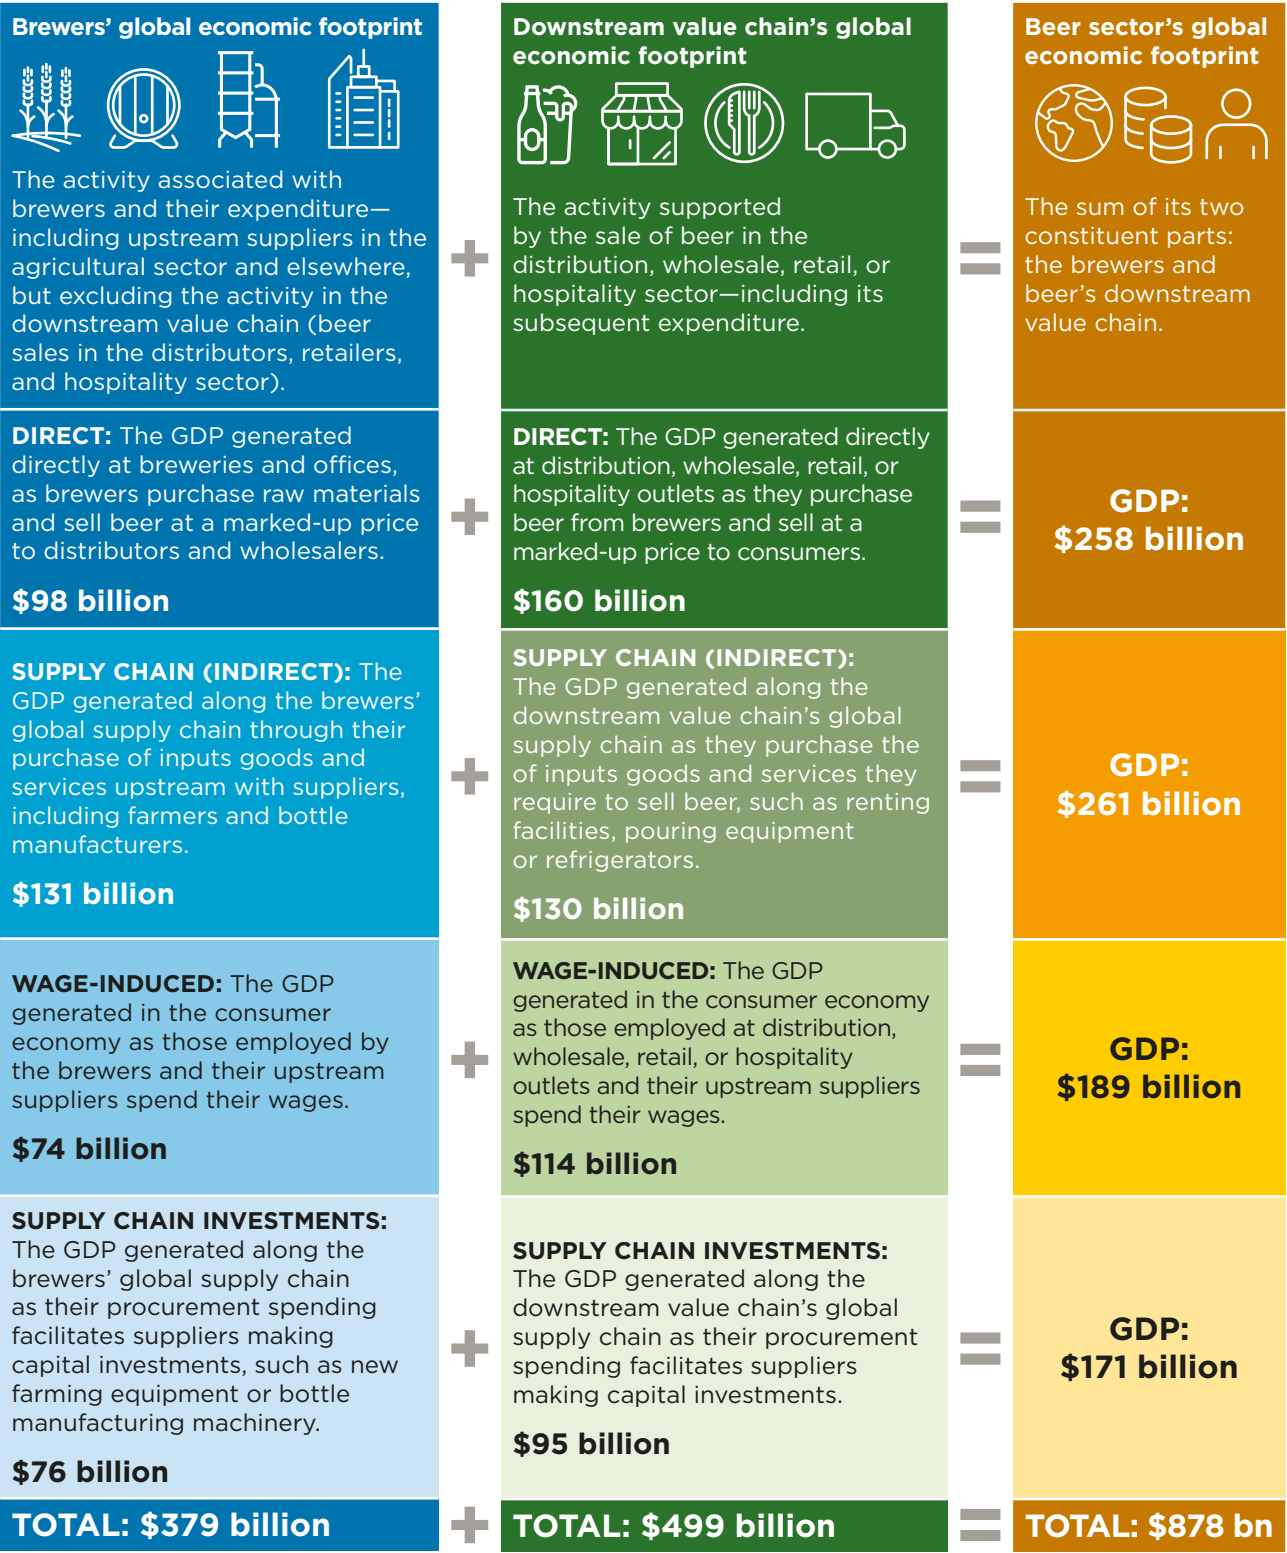 Brewers’ global economic footprint
The activity associated with
brewers and their expenditure—
including upstream suppliers in the
agricultural sector and elsewhere,
but excluding the activity in the
downstream value chain (beer
sales in the distributors, retailers,
and hospitality sector).
+
Downstream value chain’s global
economic footprint
The activity supported
by the sale of beer in the
distribution, wholesale, retail, or
hospitality sector—including its
subsequent expenditure.
=
Beer sector’s global
economic footprint
The sum of its two
constituent parts:
the brewers and
beer’s downstream
value chain.
DIRECT: The GDP generated
directly at breweries and offices,
as brewers purchase raw materials
and sell beer at a marked-up price
to distributors and wholesalers.
$98 billion
+
DIRECT: The GDP generated directly
at distribution, wholesale, retail, or
hospitality outlets as they purchase
beer from brewers and sell at a
marked-up price to consumers.
$160 billion
=
GDP:
$258 billion
SUPPLY CHAIN (INDIRECT): The
GDP generated along the brewers’
global supply chain through their
purchase of inputs goods and
services upstream with suppliers,
including farmers and bottle
manufacturers.
$131 billion
+
SUPPLY CHAIN (INDIRECT):
The GDP generated along the
downstream value chain’s global
supply chain as they purchase the
of inputs goods and services they
require to sell beer, such as renting
facilities, pouring equipment
or refrigerators.
$130 billion
=
GDP:
$261 billion
WAGE-INDUCED: The GDP
generated in the consumer
economy as those employed by
the brewers and their upstream
suppliers spend their wages.
$74 billion
+
WAGE-INDUCED: The GDP
generated in the consumer economy
as those employed at distribution,
wholesale, retail, or hospitality
outlets and their upstream suppliers
spend their wages.
$114 billion
=
GDP:
$189 billion
SUPPLY CHAIN INVESTMENTS:
The GDP generated along the
brewers’ global supply chain
as their procurement spending
facilitates suppliers making
capital investments, such as new
farming equipment or bottle
manufacturing machinery.
$76 billion
+
SUPPLY CHAIN INVESTMENTS:
The GDP generated along the
downstream value chain’s global
supply chain as their procurement
spending facilitates suppliers
making capital investments.
$95 billion
=
GDP:
$171 billion
TOTAL: $379 billion
+
TOTAL: $499 billion
=
TOTAL: $878 bn